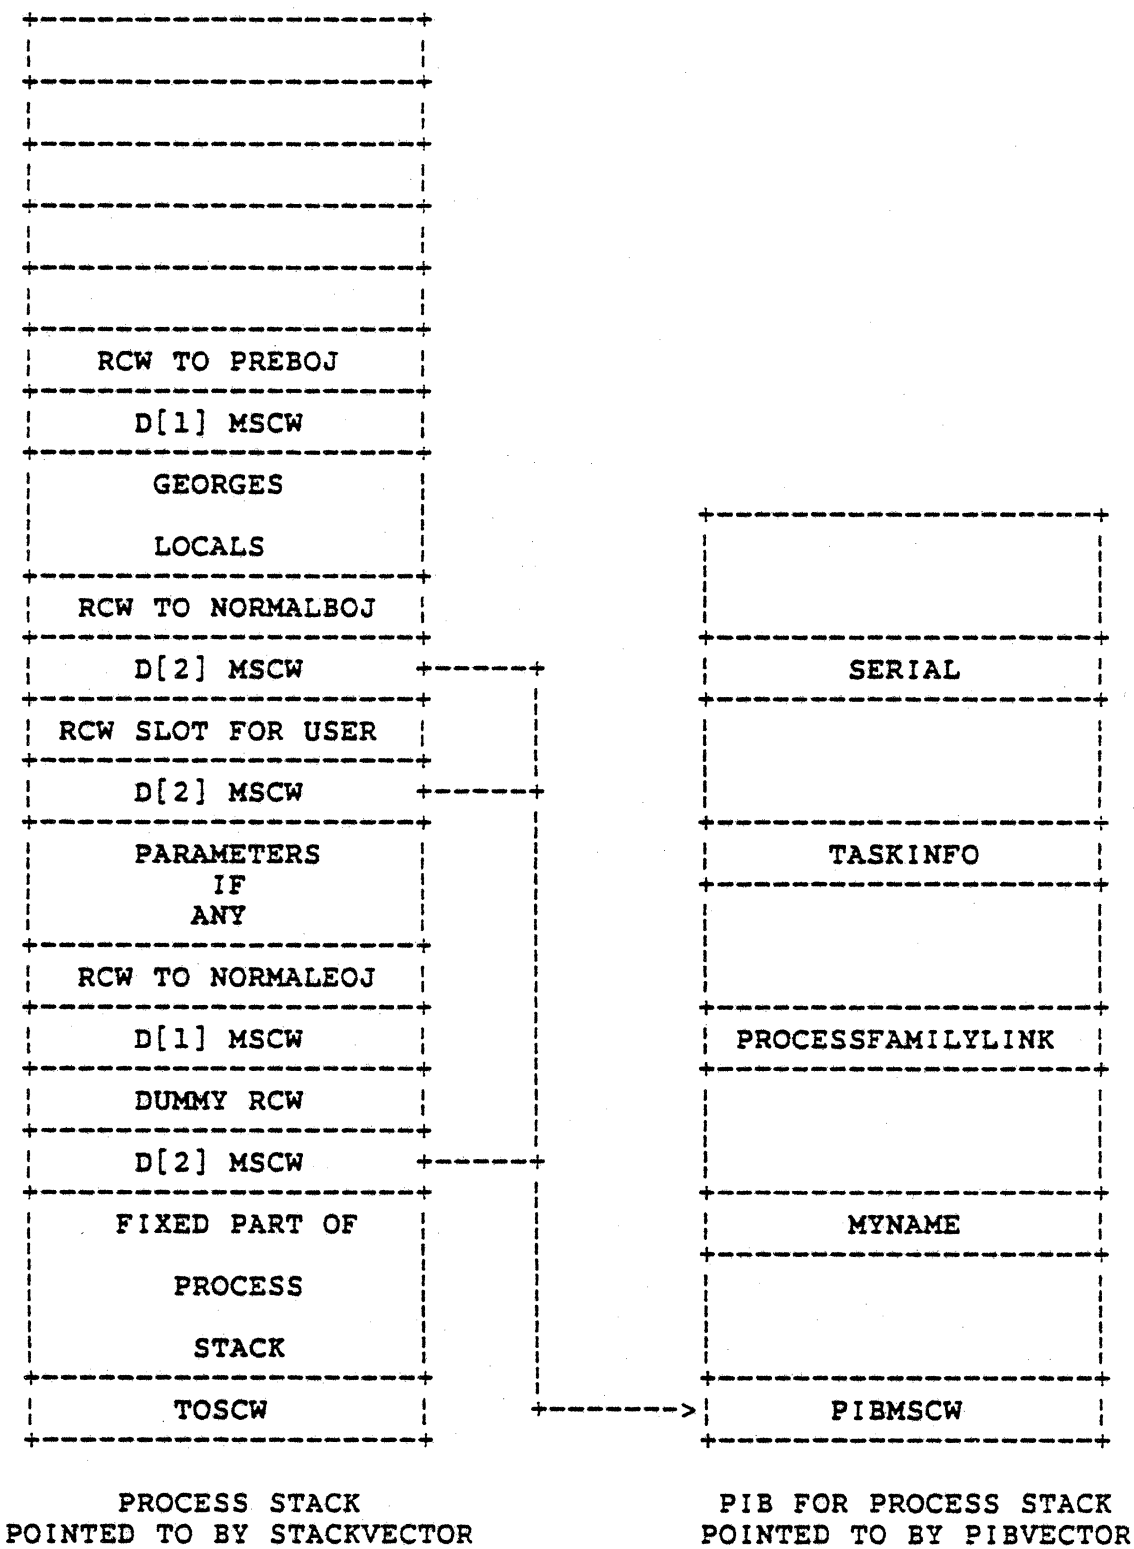 RCW TO PREBOJ
D[1] MSCW
GEORGES
LOCALS
RCW TO NORMALBOJ
D[2] MSCW
RCW SLOT FOR USER
D[2] MSCW
PARAMETERS
IF
ANY
RCW TO NORMALEOJ
D[1] MSCW
DUMMY RCW
D[2] MSCW
FIXED PART OF
PROCESS
STACK
TOSCW
PROCESS STACK
POINTED TO BY STACKVECTOR
SERIAL
TASKINFO
PROCESSFAMILYLINK
MYNAME
PIBMSCW
PIB FOR PROCESS STACK
POINTED TO BY PIBVECTOR